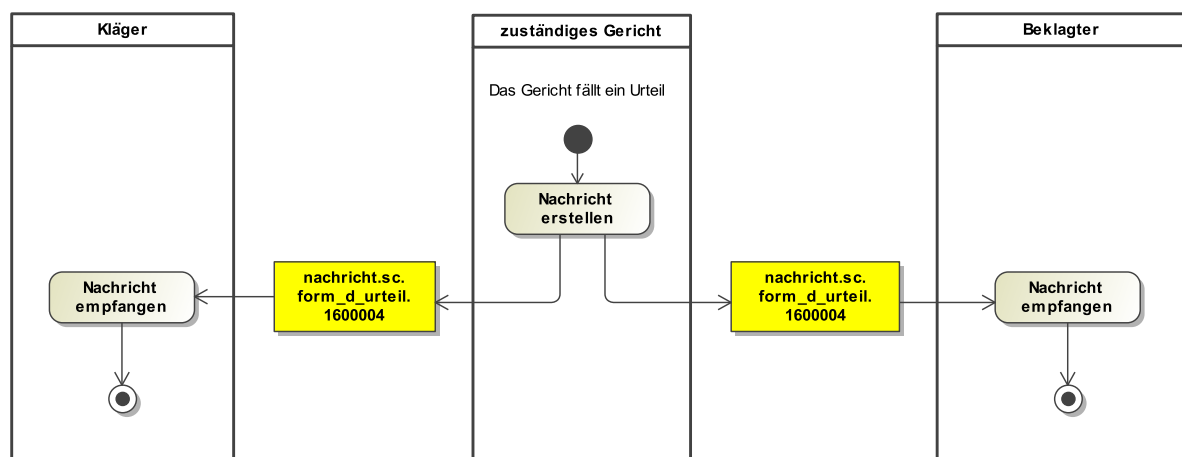 Kläger
zuständiges Gericht
Beklagter
Das Gericht fällt ein Urteil
Nachricht
erstellen
nachricht.sc.
form_d_urteil.
1600004
nachricht.sc.
form_d_urteil.
1600004
Nachricht
empfangen
Nachricht
empfangen